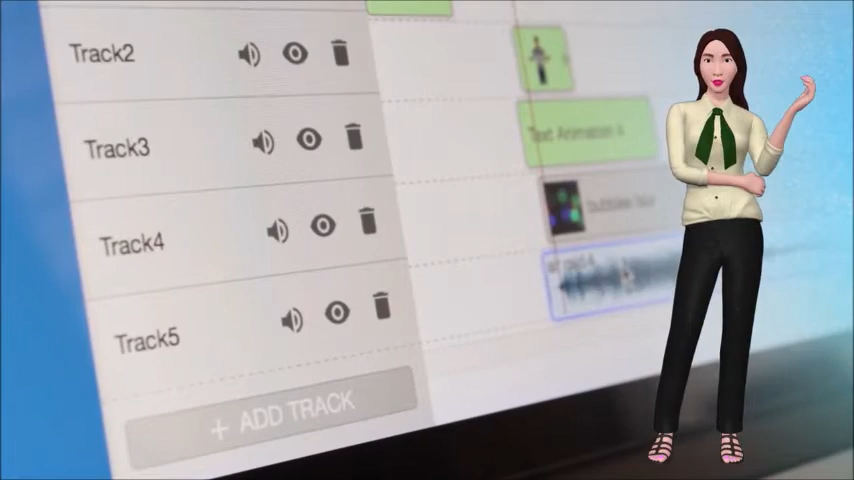 Track2
Track3
Text Animation
Track4
Track5
+ ADD TRACK